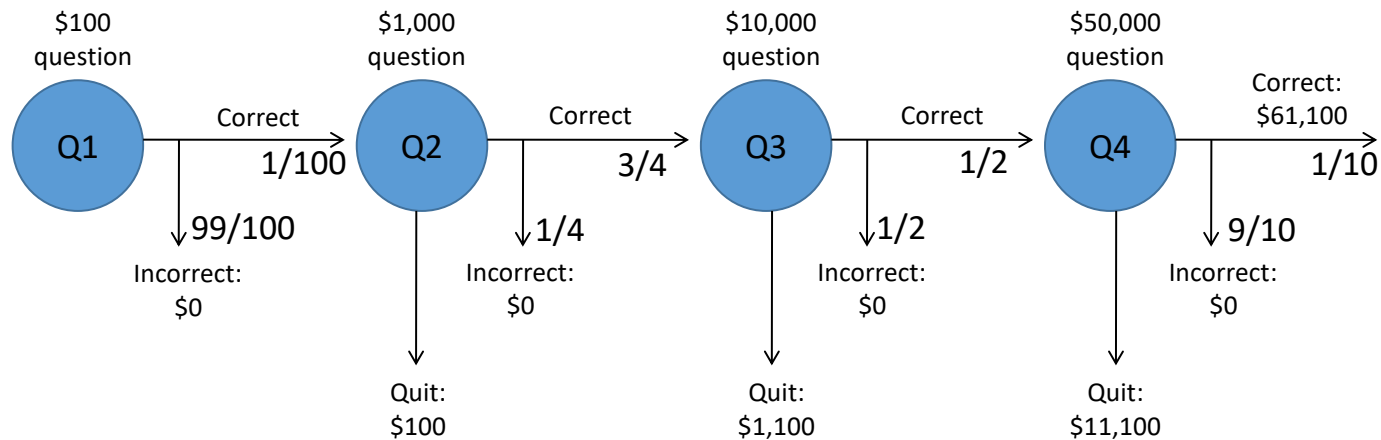 $100
question
$1,000
question
$10,000
question
$50,000
question
Q1
Correct
1/100
99/100
Incorrect:
$0
Q2
Correct
3/4
1/4
Incorrect:
$0
Quit:
$100
Q3
Correct
1/2
1/2
Incorrect:
$0
Quit:
$1,100
Q4
Correct:
$61,100
1/10
9/10
Incorrect:
$0
Quit:
$11,100